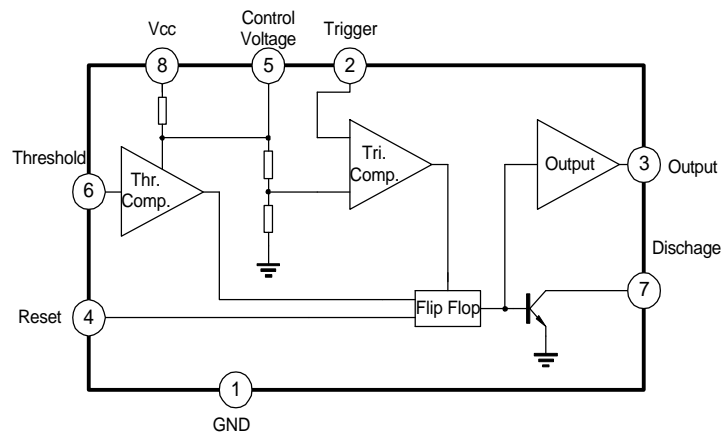 Vcc
Control
Voltage
Trigger
8
5
2
Threshold
6
Thr.
Comp.
Tri.
Comp.
Output
3
Output
Dischage
7
Reset
4
Flip Flop
1
GND